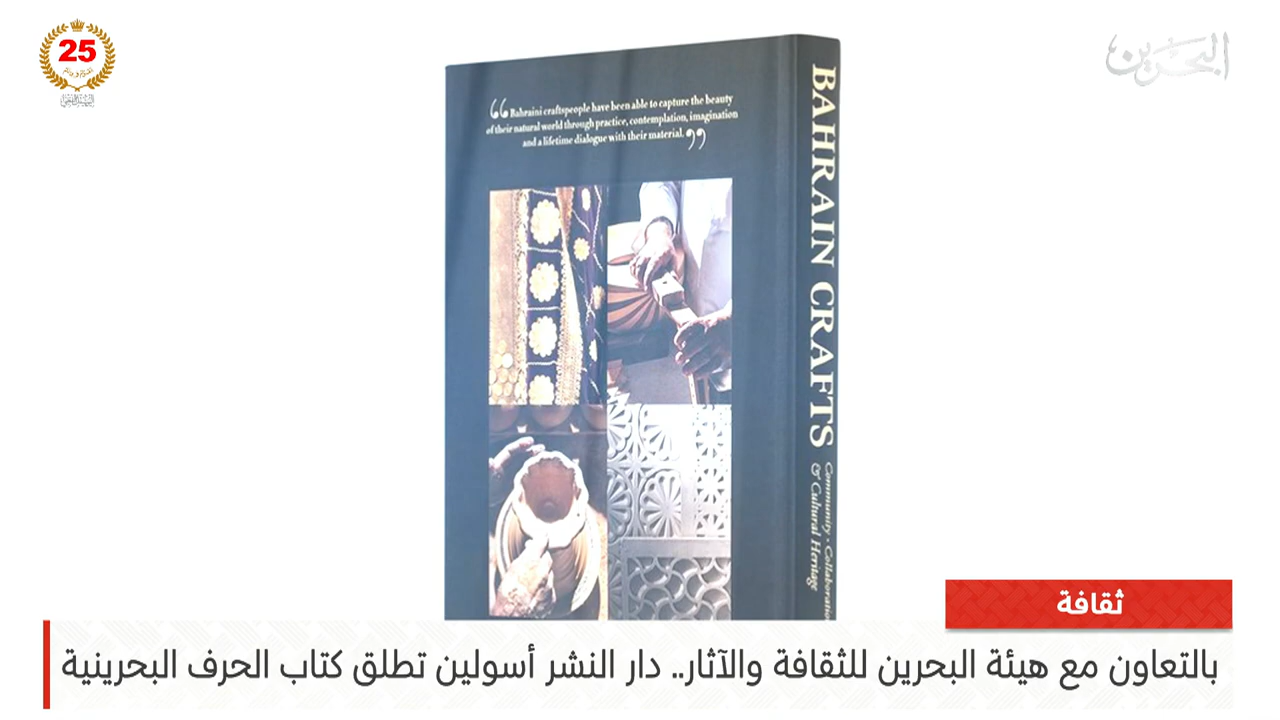 25
البحرين
“Bahraini craftspeople have been able to capture the beauty
of their natural world through practice, contemplation, imagination
and a lifetime dialogue with their material.”
BAHRAIN CRAFTS
Community · Collaboration
& Cultural Heritage
ثقافة
بالتعاون مع هيئة البحرين للثقافة والآثار.. دار النشر أسولين تطلق كتاب الحرف البحرينية